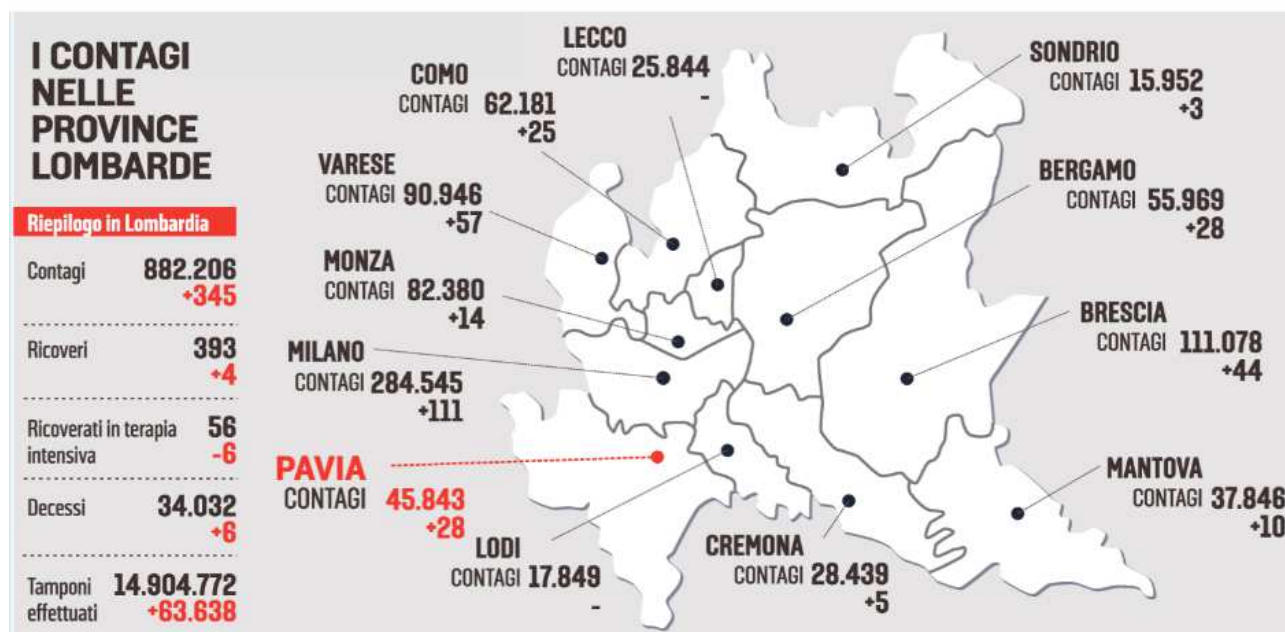 I CONTAGI
NELLE
PROVINCE
LOMBARDE
Riepilogo in Lombardia
Contagi 882.206
+345
Ricoveri 393
+4
Ricoverati in terapia
intensiva 56
-6
Decessi 34.032
+6
Tamponi
effettuati 14.904.772
+63.638
LECCO
CONTAGI 25.844
-
COMO
CONTAGI 62.181
+25
VARESE
CONTAGI 90.946
+57
MONZA
CONTAGI 82.380
+14
MILANO
CONTAGI 284.545
+111
PAVIA
CONTAGI 45.843
+28
LODI
CONTAGI 17.849
-
CREMONA
CONTAGI 28.439
+5
SONDRIO
CONTAGI 15.952
+3
BERGAMO
CONTAGI 55.969
+28
BRESCIA
CONTAGI 111.078
+44
MANTOVA
CONTAGI 37.846
+10